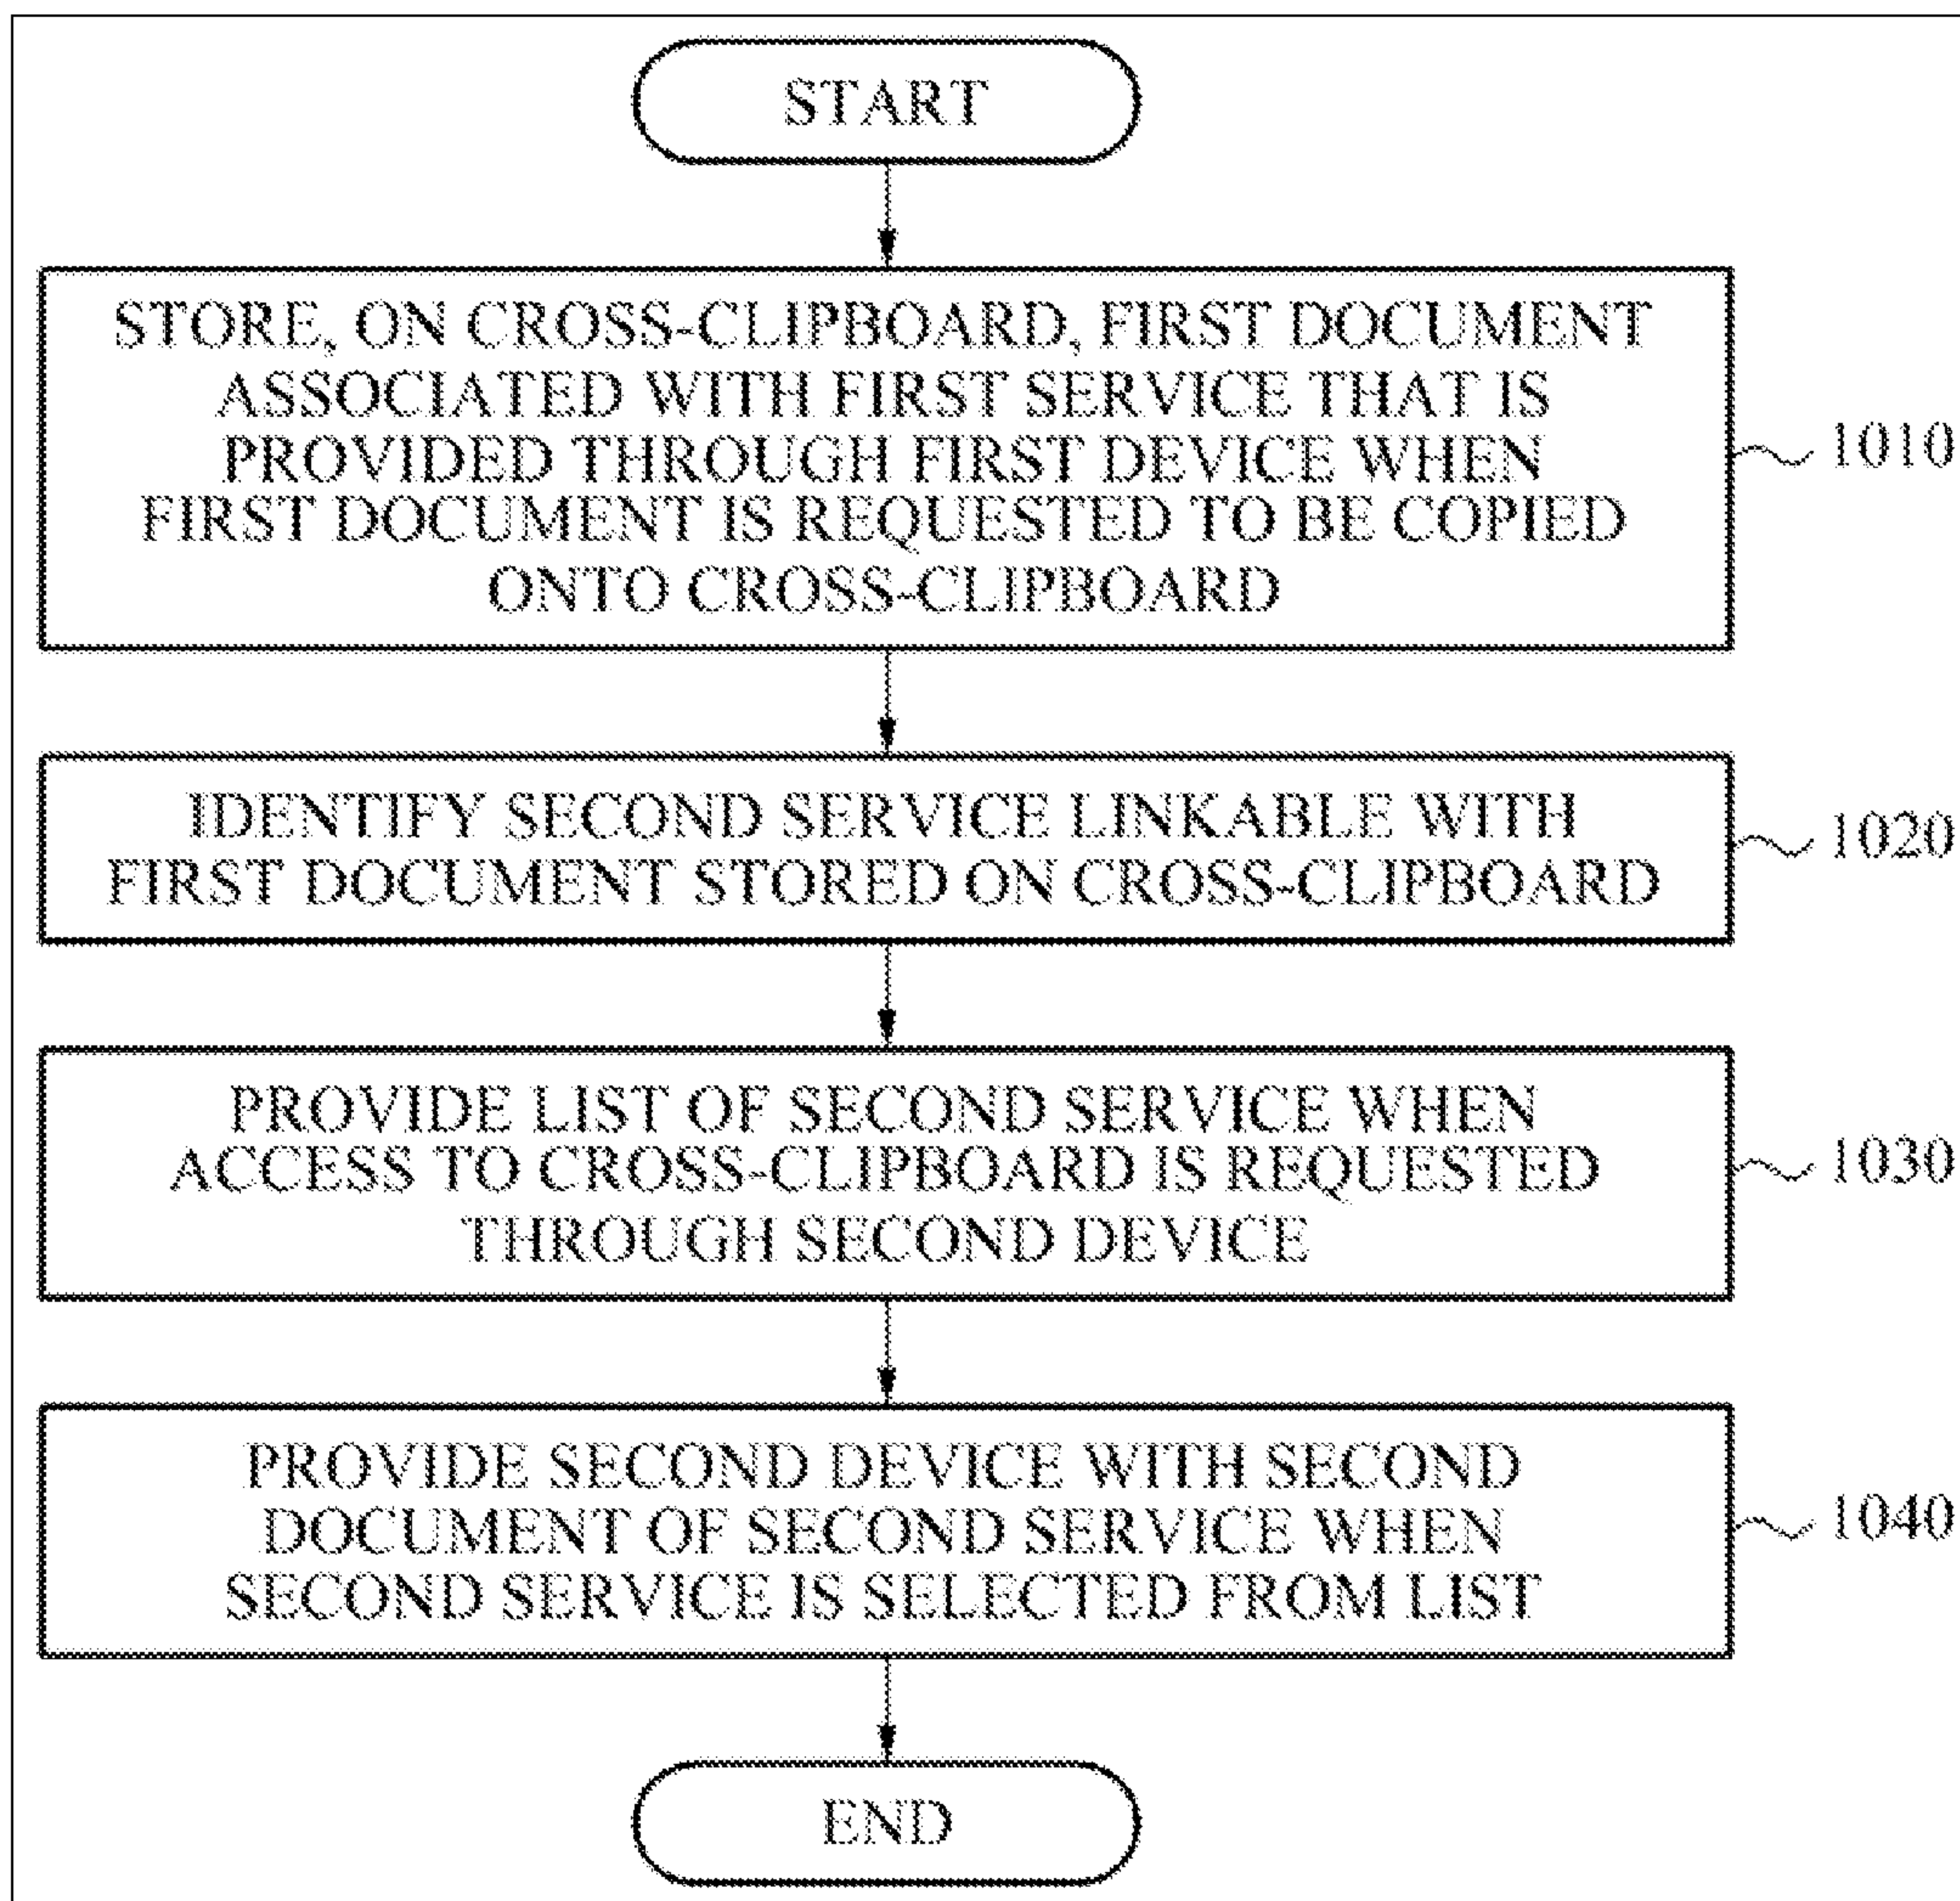 START
STORE, ON CROSS-CLIPBOARD, FIRST DOCUMENT
ASSOCIATED WITH FIRST SERVICE THAT IS
PROVIDED THROUGH FIRST DEVICE WHEN
FIRST DOCUMENT IS REQUESTED TO BE COPIED
ONTO CROSS-CLIPBOARD
1010
IDENTIFY SECOND SERVICE LINKABLE WITH
FIRST DOCUMENT STORED ON CROSS-CLIPBOARD
1020
PROVIDE LIST OF SECOND SERVICE WHEN
ACCESS TO CROSS-CLIPBOARD IS REQUESTED
THROUGH SECOND DEVICE
1030
PROVIDE SECOND DEVICE WITH SECOND
DOCUMENT OF SECOND SERVICE WHEN
SECOND SERVICE IS SELECTED FROM LIST
1040
END